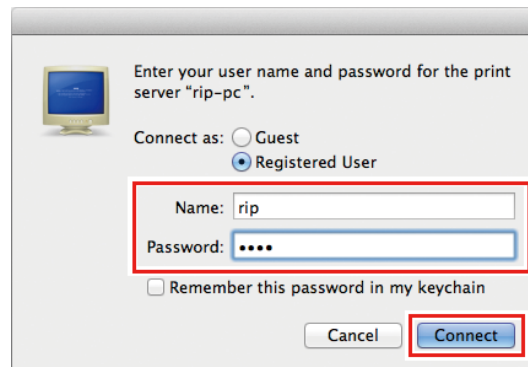 Enter your user name and password for the print
server “rip-pc”.
Connect as: Guest
Registered User
Name: rip
Password: ••••
Remember this password in my keychain
Cancel Connect